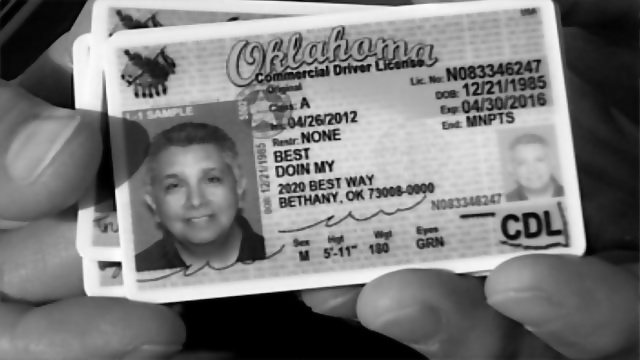 USA
Oklahoma
Commercial Driver License
Original
Lic. No: N083346247
Class: A
DOB: 12/21/1985
Iss: 04/26/2012
Exp: 04/30/2016
Restr: NONE
End: MNPTS
L-1 SAMPLE
DOB: 12/21/1985
BEST
DOIN MY
2020 BEST WAY
BETHANY, OK 73008-0000
N083346247
Sex Hgt Wgt Eyes
M 5'-11" 180 GRN
CDL